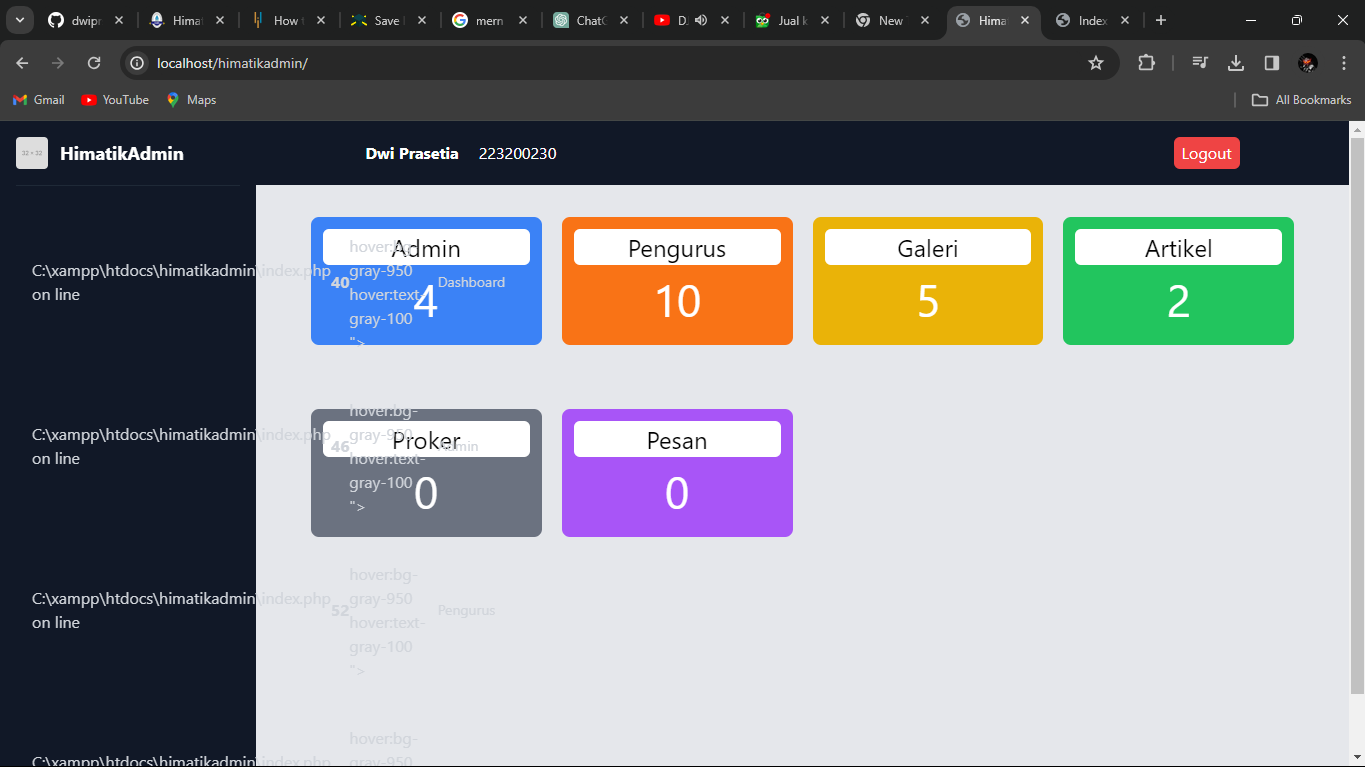 dwipr
Himat
How t
Save
mern
ChatG
D.
Jual k
New
Himat
Index
localhost/himatikadmin/
Gmail
YouTube
Maps
All Bookmarks
32 × 32
HimatikAdmin
Dwi Prasetia 223200230
Logout
Admin
4
Pengurus
10
Galeri
5
Artikel
2
C:\xampp\htdocs\himatikadmin\index.php
on line
40
hover:bg-
gray-950
hover:text-
gray-100
">
Dashboard
Proker
0
Pesan
0
C:\xampp\htdocs\himatikadmin\index.php
on line
46
hover:bg-
gray-950
hover:text-
gray-100
">
Admin
C:\xampp\htdocs\himatikadmin\index.php
on line
52
hover:bg-
gray-950
hover:text-
gray-100
">
Pengurus
C:\xampp\htdocs\himatikadmin\index.php
hover:bg-
gray-950